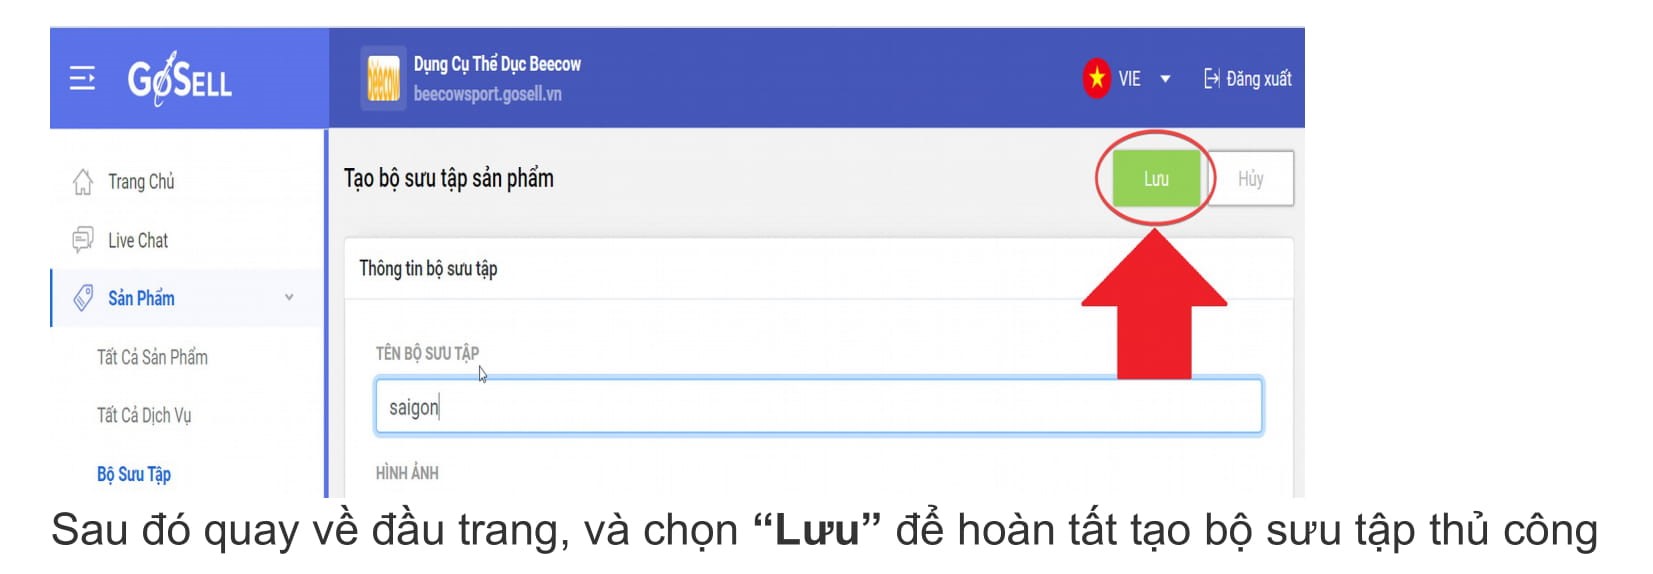 GoSELL
Dụng Cụ Thể Dục Beecow
beecow
beecowsport.gosell.vn
VIE
Đăng xuất
Trang Chủ
Tạo bộ sưu tập sản phẩm
Lưu
Hủy
Live Chat
Thông tin bộ sưu tập
Sản Phẩm
Tất Cả Sản Phẩm
TÊN BỘ SƯU TẬP
Tất Cả Dịch Vụ
saigon
Bộ Sưu Tập
HÌNH ẢNH
Sau đó quay về đầu trang, và chọn “Lưu” để hoàn tất tạo bộ sưu tập thủ công